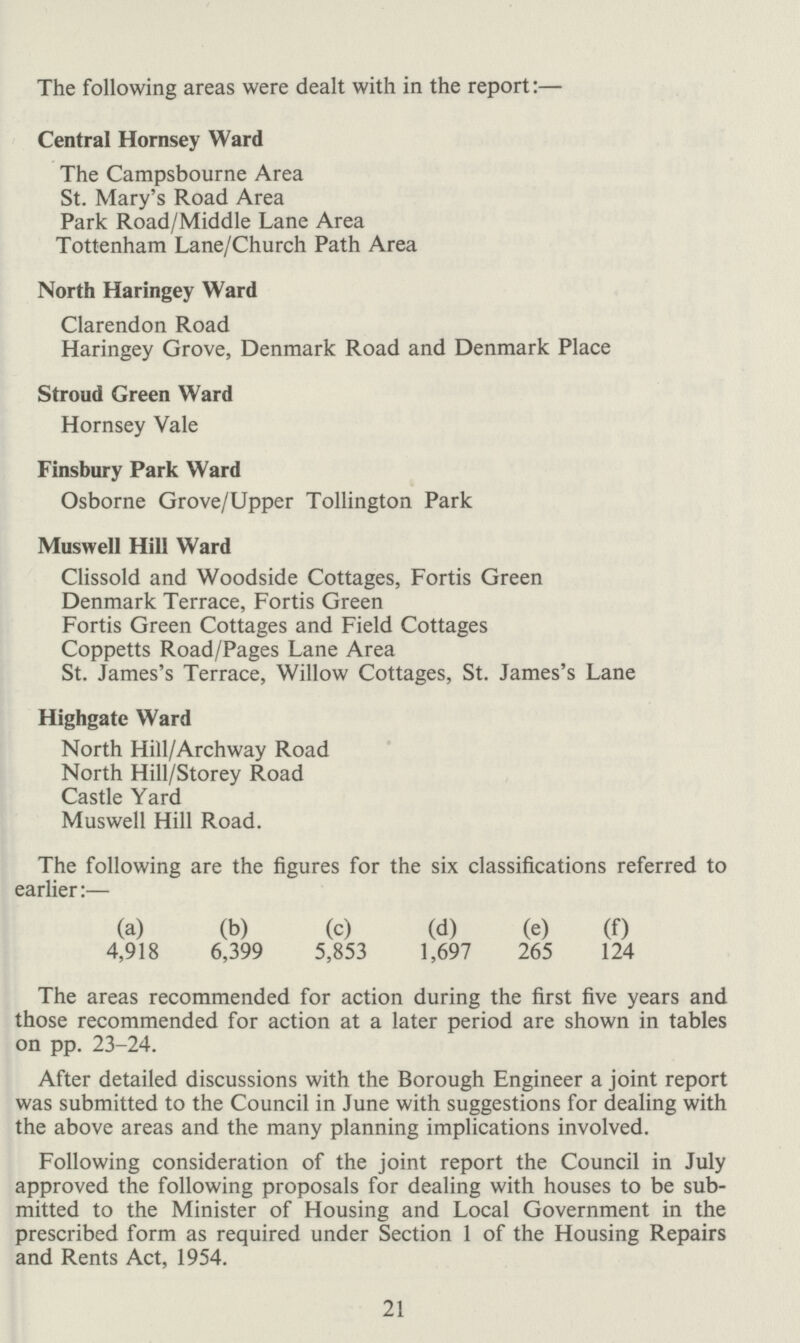 The following areas were dealt with in the report:—
Central Hornsey Ward
The Campsbourne Area
St. Mary's Road Area
Park Road/Middle Lane Area
Tottenham Lane/Church Path Area
North Haringey Ward
Clarendon Road
Haringey Grove, Denmark Road and Denmark Place
Stroud Green Ward
Hornsey Vale
Finsbury Park Ward
Osborne Grove/Upper Tollington Park
Muswell Hill Ward
Clissold and Woodside Cottages, Fortis Green
Denmark Terrace, Fortis Green
Fortis Green Cottages and Field Cottages
Coppetts Road/Pages Lane Area
St. James's Terrace, Willow Cottages, St. James's Lane
Highgate Ward
North Hill/Archway Road
North Hill/Storey Road
Castle Yard
Muswell Hill Road.
The following are the figures for the six classifications referred to
earlier:—
(a) (b) (c) (d) (e) (f)
4,918 6,399 5,853 1,697 265 124
The areas recommended for action during the first five years and
those recommended for action at a later period are shown in tables
on pp. 23–24.
After detailed discussions with the Borough Engineer a joint report
was submitted to the Council in June with suggestions for dealing with
the above areas and the many planning implications involved.
Following consideration of the joint report the Council in July
approved the following proposals for dealing with houses to be sub-
mitted to the Minister of Housing and Local Government in the
prescribed form as required under Section 1 of the Housing Repairs
and Rents Act, 1954.
21